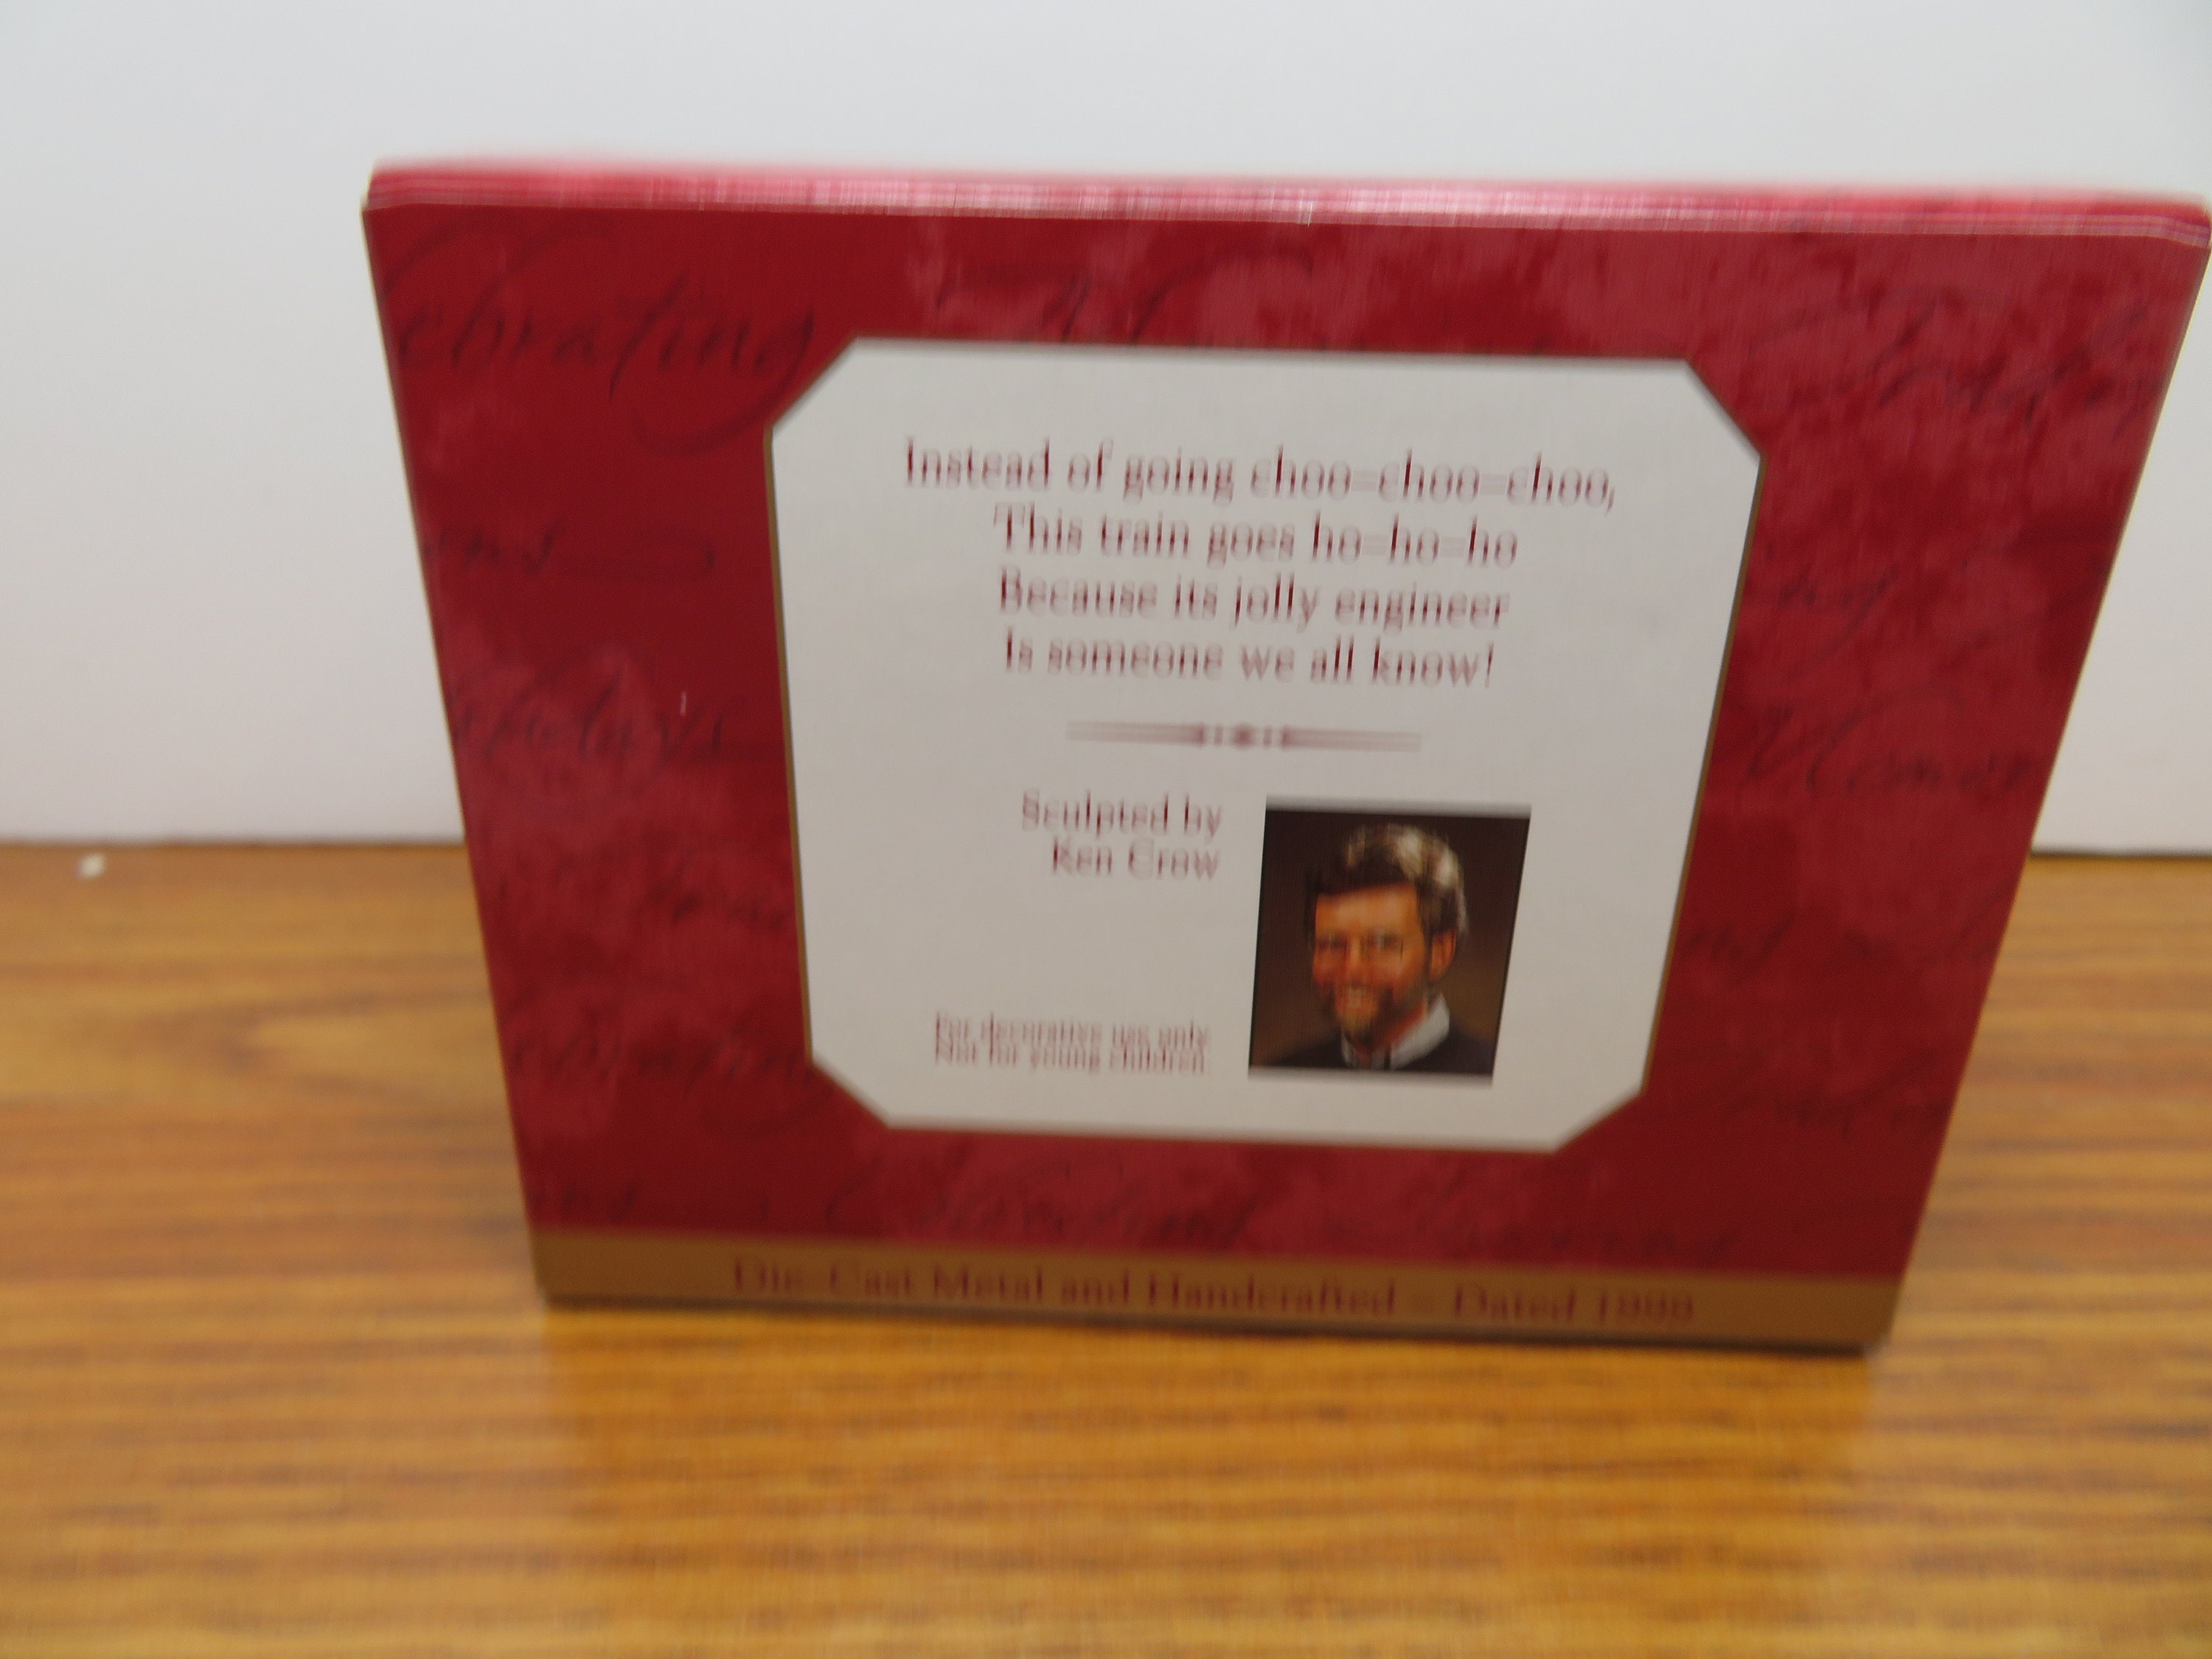 Instead of going choo-choo-choo,
This train goes ho-ho-ho
Because its jolly engineer
Is someone we all know!
Sculpted by
Ken Crow
For decorative use only.
Not for young children.
Die-Cast Metal and Handcrafted – Dated